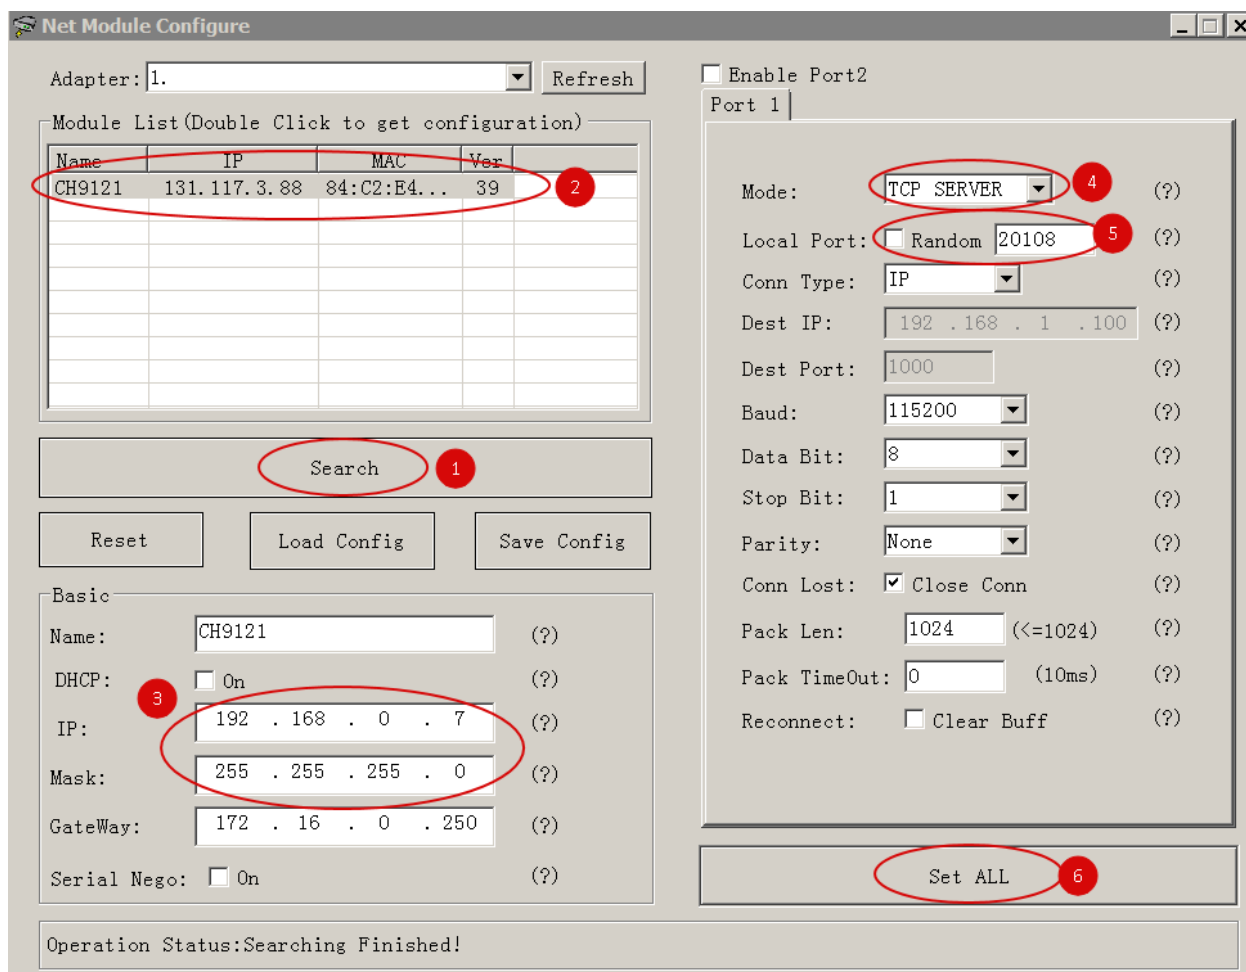 Net Module Configure
Adapter: 1. Refresh
Module List(Double Click to get configuration)
Name IP MAC Ver
CH9121 131.117.3.88 84:C2:E4... 39
2
Search 1
Reset Load Config Save Config
Basic
Name: CH9121 (?)
DHCP: On (?)
3
IP: 192 . 168 . 0 . 7 (?)
Mask: 255 . 255 . 255 . 0 (?)
GateWay: 172 . 16 . 0 . 250 (?)
Serial Nego: On (?)
Enable Port2
Port 1
Mode: TCP SERVER 4 (?)
Local Port: Random 20108 5 (?)
Conn Type: IP (?)
Dest IP: 192 . 168 . 1 . 100 (?)
Dest Port: 1000 (?)
Baud: 115200 (?)
Data Bit: 8 (?)
Stop Bit: 1 (?)
Parity: None (?)
Conn Lost: Close Conn (?)
Pack Len: 1024 (<=1024) (?)
Pack TimeOut: 0 (10ms) (?)
Reconnect: Clear Buff (?)
Set ALL 6
Operation Status:Searching Finished!